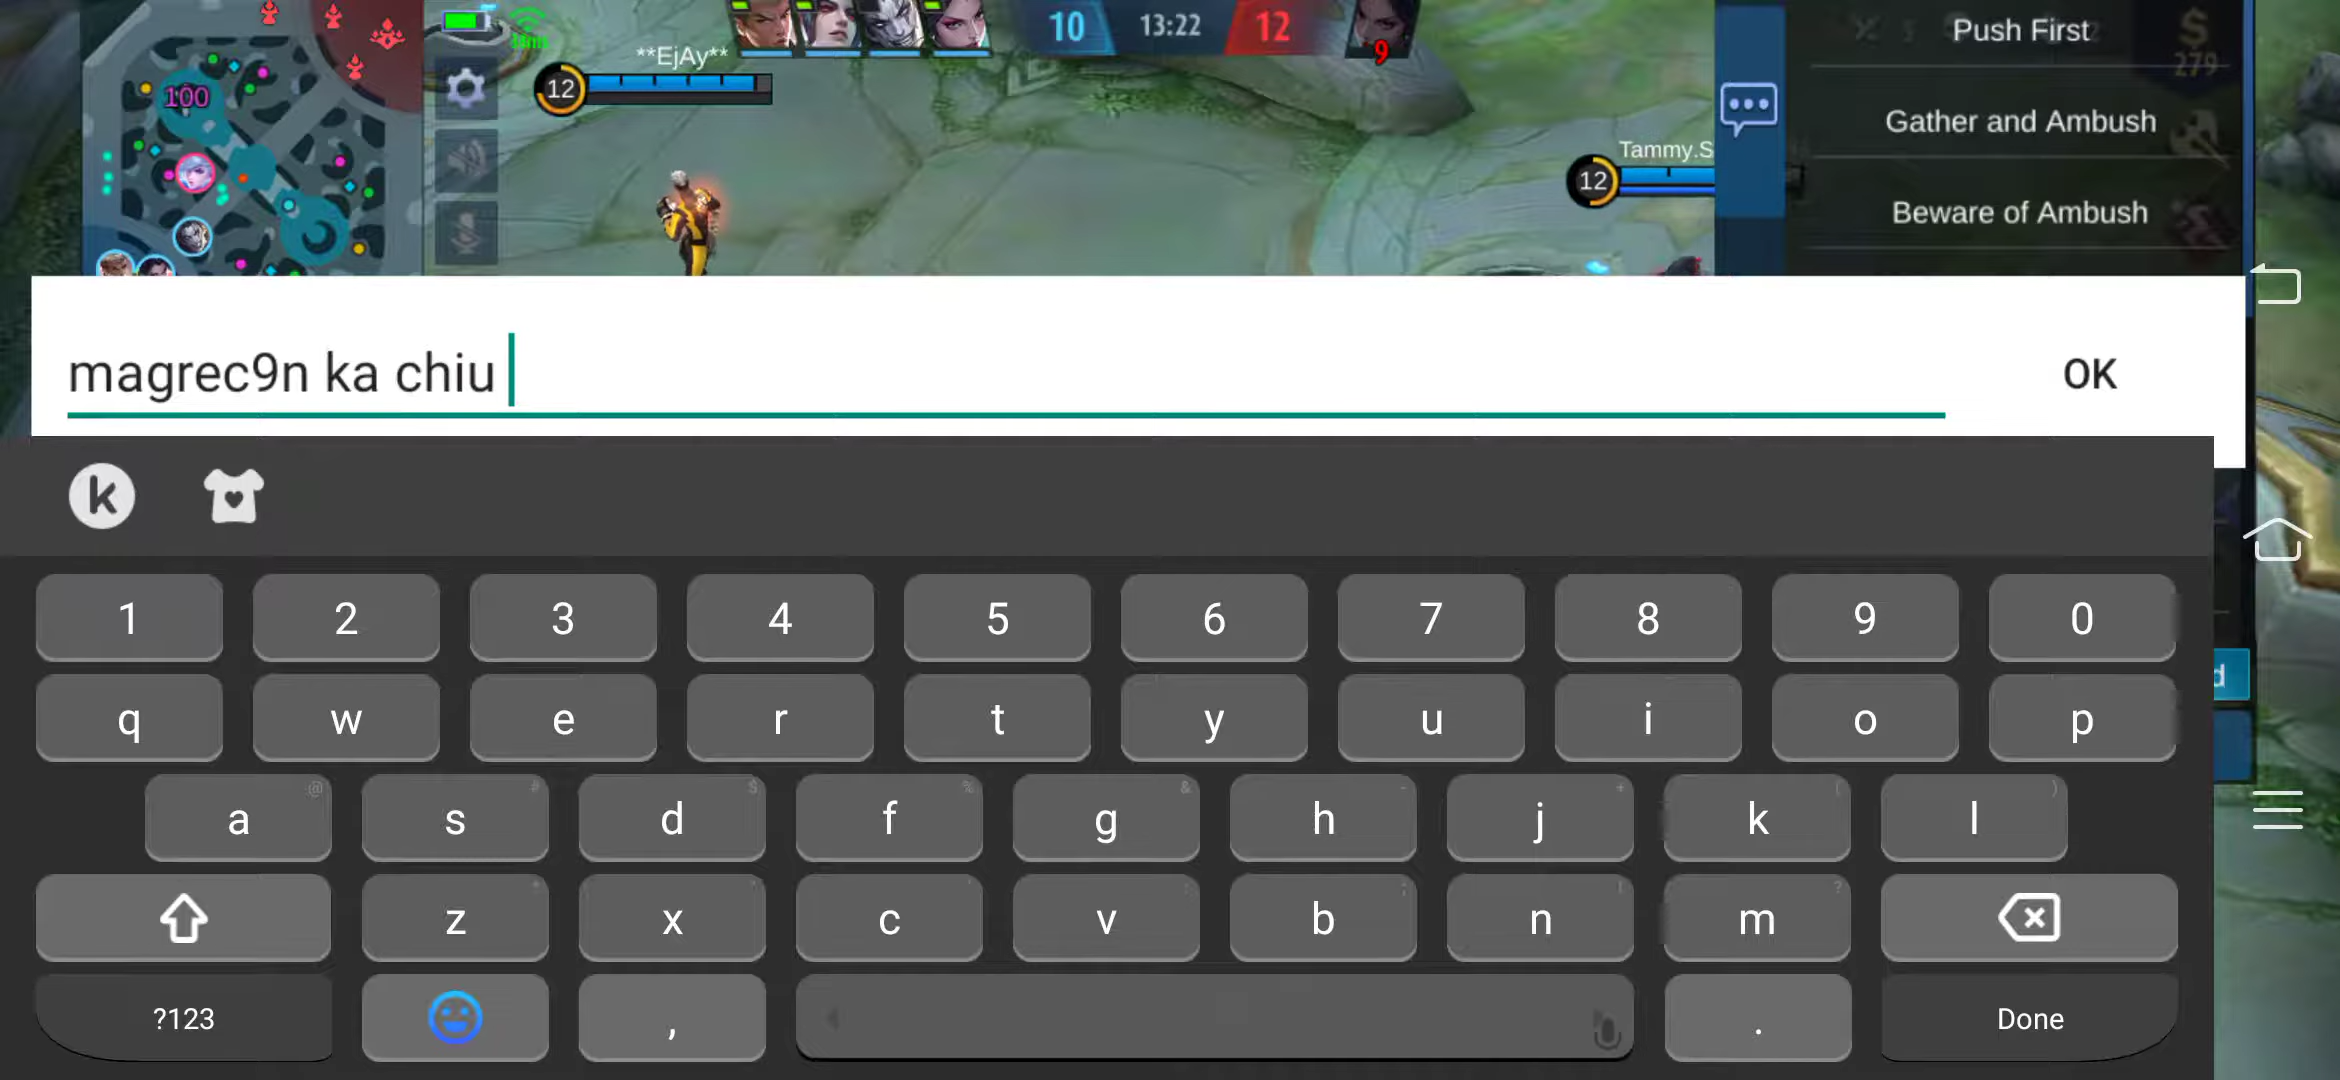 100
**EjAy**
12
10 13:22 12
9
Push First
279
Gather and Ambush
Tammy.S
12
Beware of Ambush
magrec9n ka chiu
OK
k
1 2 3 4 5 6 7 8 9 0
q w e r t y u i o p
d
a s d f g h j k l
z x c v b n m
?123 , . Done